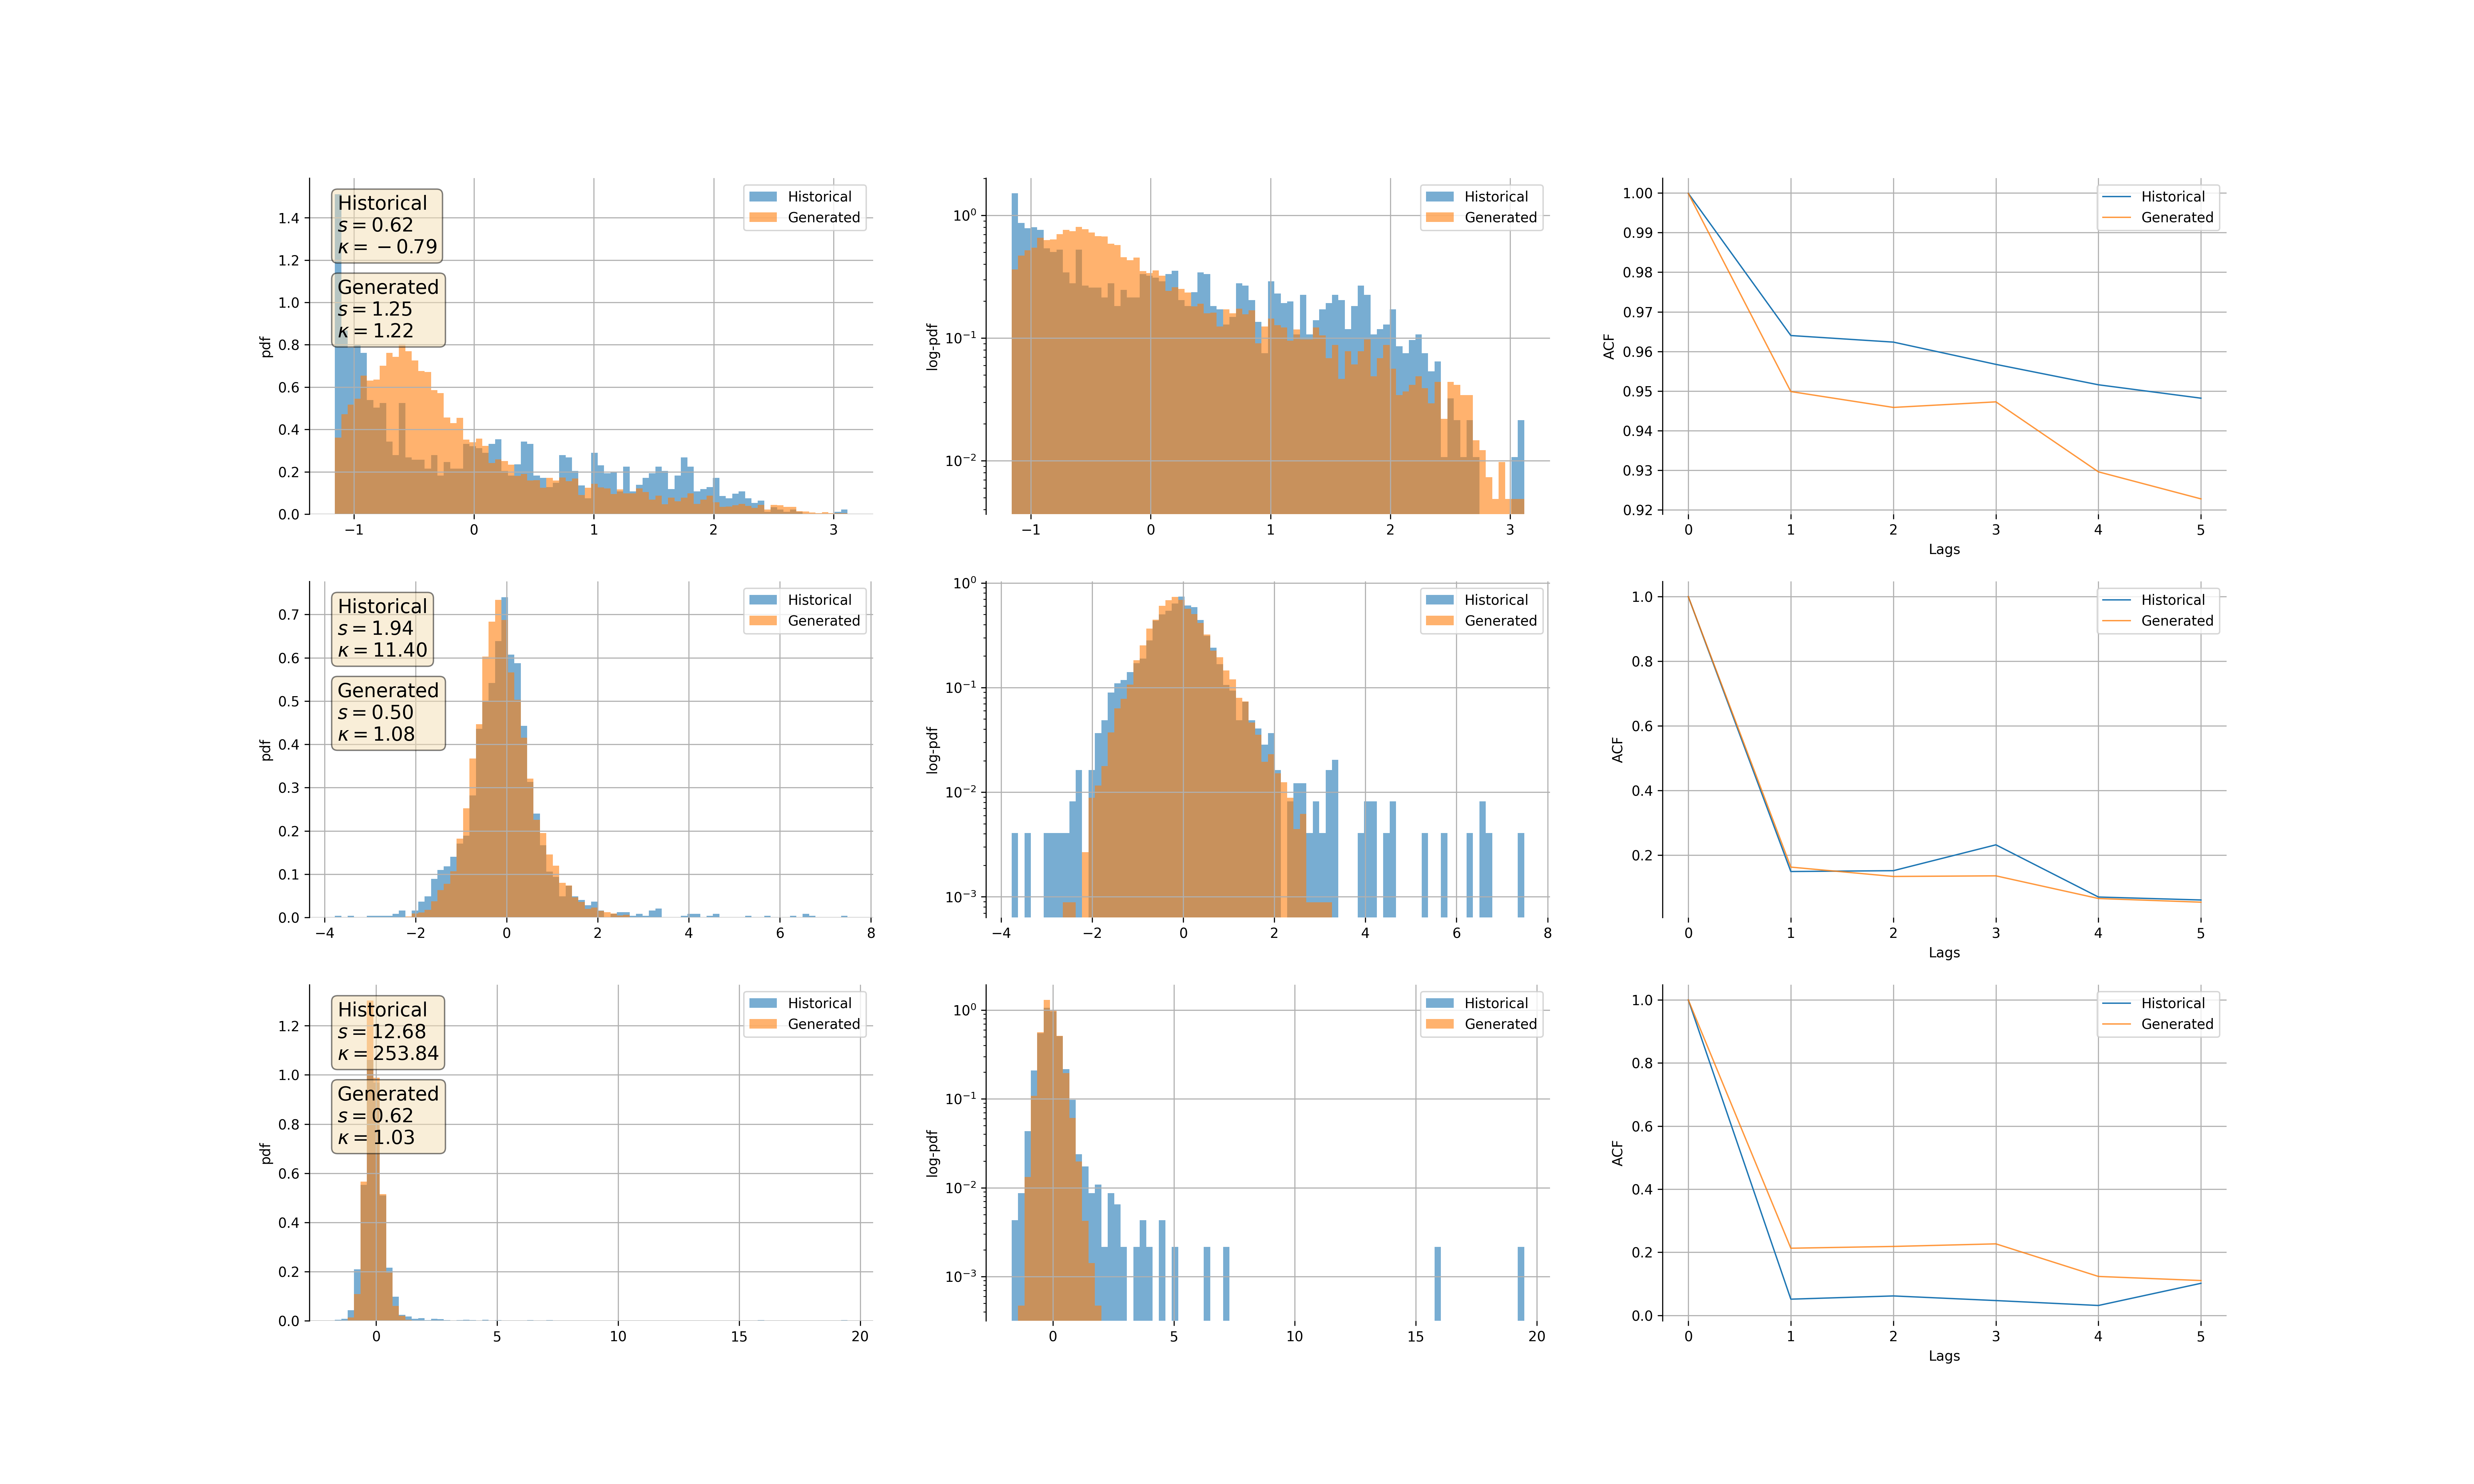 Historical
s = 0.62
κ = −0.79
Generated
s = 1.25
κ = 1.22
Historical
Generated
pdf
1.4
1.2
1.0
0.8
0.6
0.4
0.2
0.0
−1 0 1 2 3
Historical
Generated
log-pdf
10⁰
10⁻¹
10⁻²
−1 0 1 2 3
Historical
Generated
ACF
1.00
0.99
0.98
0.97
0.96
0.95
0.94
0.93
0.92
0 1 2 3 4 5
Lags
Historical
s = 1.94
κ = 11.40
Generated
s = 0.50
κ = 1.08
Historical
Generated
pdf
0.7
0.6
0.5
0.4
0.3
0.2
0.1
0.0
−4 −2 0 2 4 6 8
Historical
Generated
log-pdf
10⁰
10⁻¹
10⁻²
10⁻³
−4 −2 0 2 4 6 8
Historical
Generated
ACF
1.0
0.8
0.6
0.4
0.2
0 1 2 3 4 5
Lags
Historical
s = 12.68
κ = 253.84
Generated
s = 0.62
κ = 1.03
Historical
Generated
pdf
1.2
1.0
0.8
0.6
0.4
0.2
0.0
0 5 10 15 20
Historical
Generated
log-pdf
10⁰
10⁻¹
10⁻²
10⁻³
0 5 10 15 20
Historical
Generated
ACF
1.0
0.8
0.6
0.4
0.2
0.0
0 1 2 3 4 5
Lags